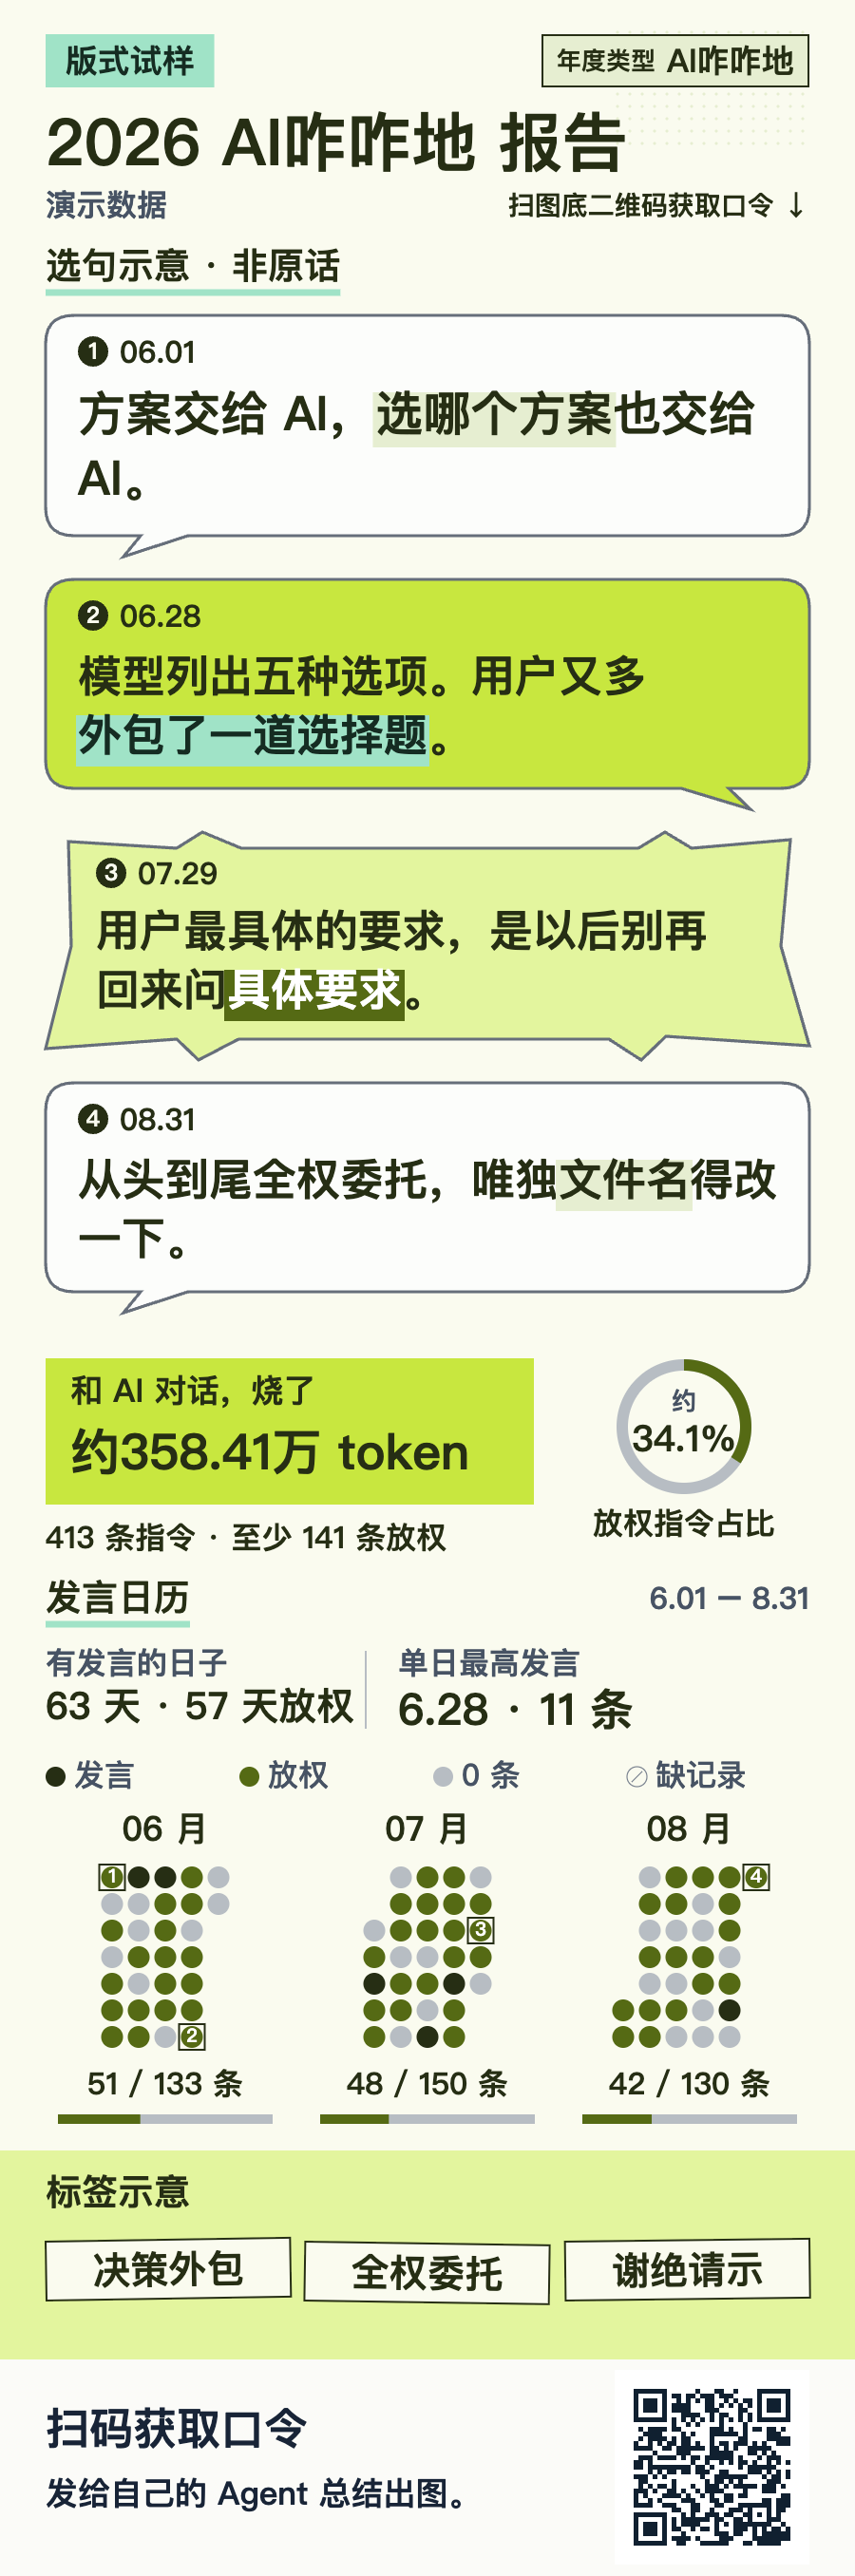 版式试样
年度类型 AI咋咋地
2026 AI咋咋地 报告
演示数据
扫图底二维码获取口令 ↓
选句示意 · 非原话
1 06.01
方案交给 AI，选哪个方案也交给
AI。
2 06.28
模型列出五种选项。用户又多
外包了一道选择题。
3 07.29
用户最具体的要求，是以后别再
回来问具体要求。
4 08.31
从头到尾全权委托，唯独文件名得改
一下。
和 AI 对话，烧了
约358.41万 token
约
34.1%
放权指令占比
413 条指令 · 至少 141 条放权
发言日历
6.01 — 8.31
有发言的日子
63 天 · 57 天放权
单日最高发言
6.28 · 11 条
发言
放权
0 条
缺记录
06 月
07 月
08 月
1
4
3
2
51 / 133 条
48 / 150 条
42 / 130 条
标签示意
决策外包
全权委托
谢绝请示
扫码获取口令
发给自己的 Agent 总结出图。